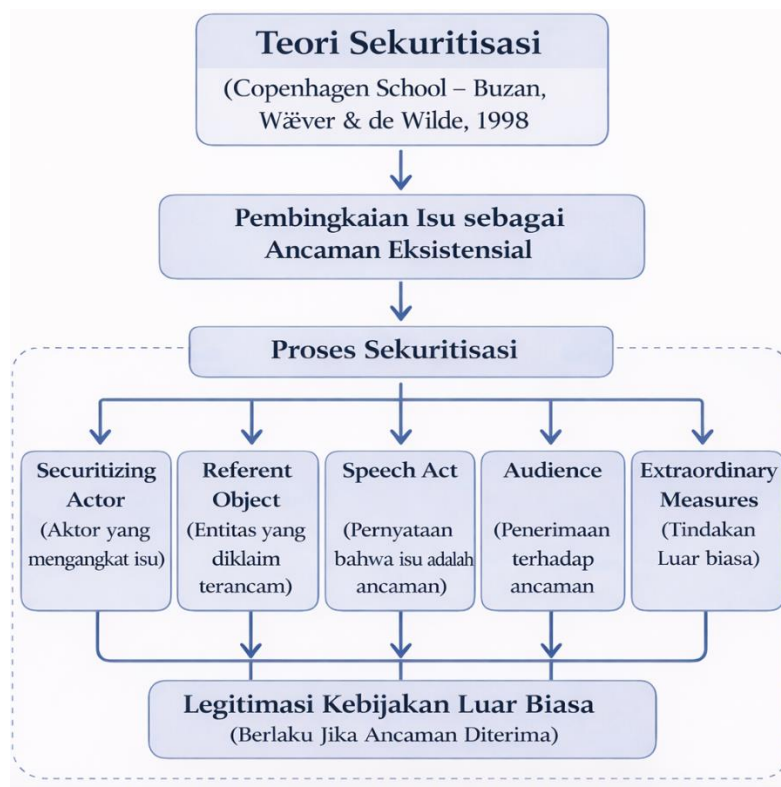 Teori Sekuritisasi
(Copenhagen School – Buzan,
Wæ̈ver & de Wilde, 1998
Pembingkaian Isu sebagai
Ancaman Eksistensial
Proses Sekuritisasi
Securitizing
Actor
(Aktor yang
mengangkat isu)
Referent
Object
(Entitas yang
diklaim
terancam)
Speech Act
(Pernyataan
bahwa isu adalah
ancaman)
Audience
(Penerimaan
terhadap
ancaman
Extraordinary
Measures
(Tindakan
Luar biasa)
Legitimasi Kebijakan Luar Biasa
(Berlaku Jika Ancaman Diterima)